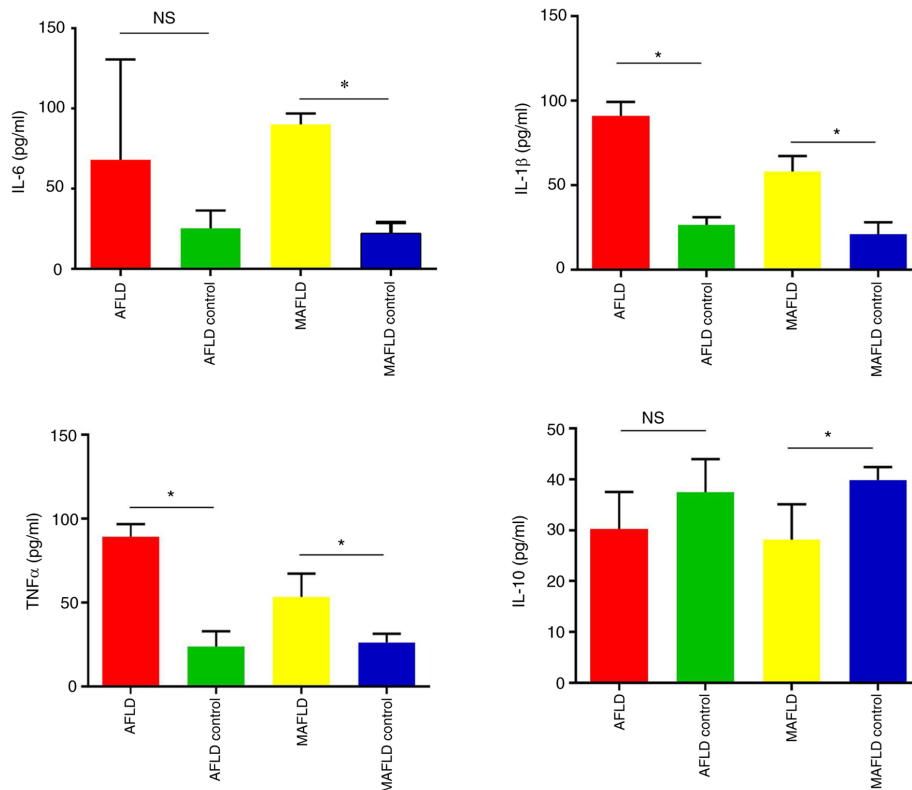 NS
*
150
100
50
0
IL-6 (pg/ml)
AFLD
AFLD control
MAFLD
MAFLD control
*
*
150
100
50
0
IL-1β (pg/ml)
AFLD
AFLD control
MAFLD
MAFLD control
*
*
150
100
50
0
TNFα (pg/ml)
AFLD
AFLD control
MAFLD
MAFLD control
NS
*
50
40
30
20
10
0
IL-10 (pg/ml)
AFLD
AFLD control
MAFLD
MAFLD control